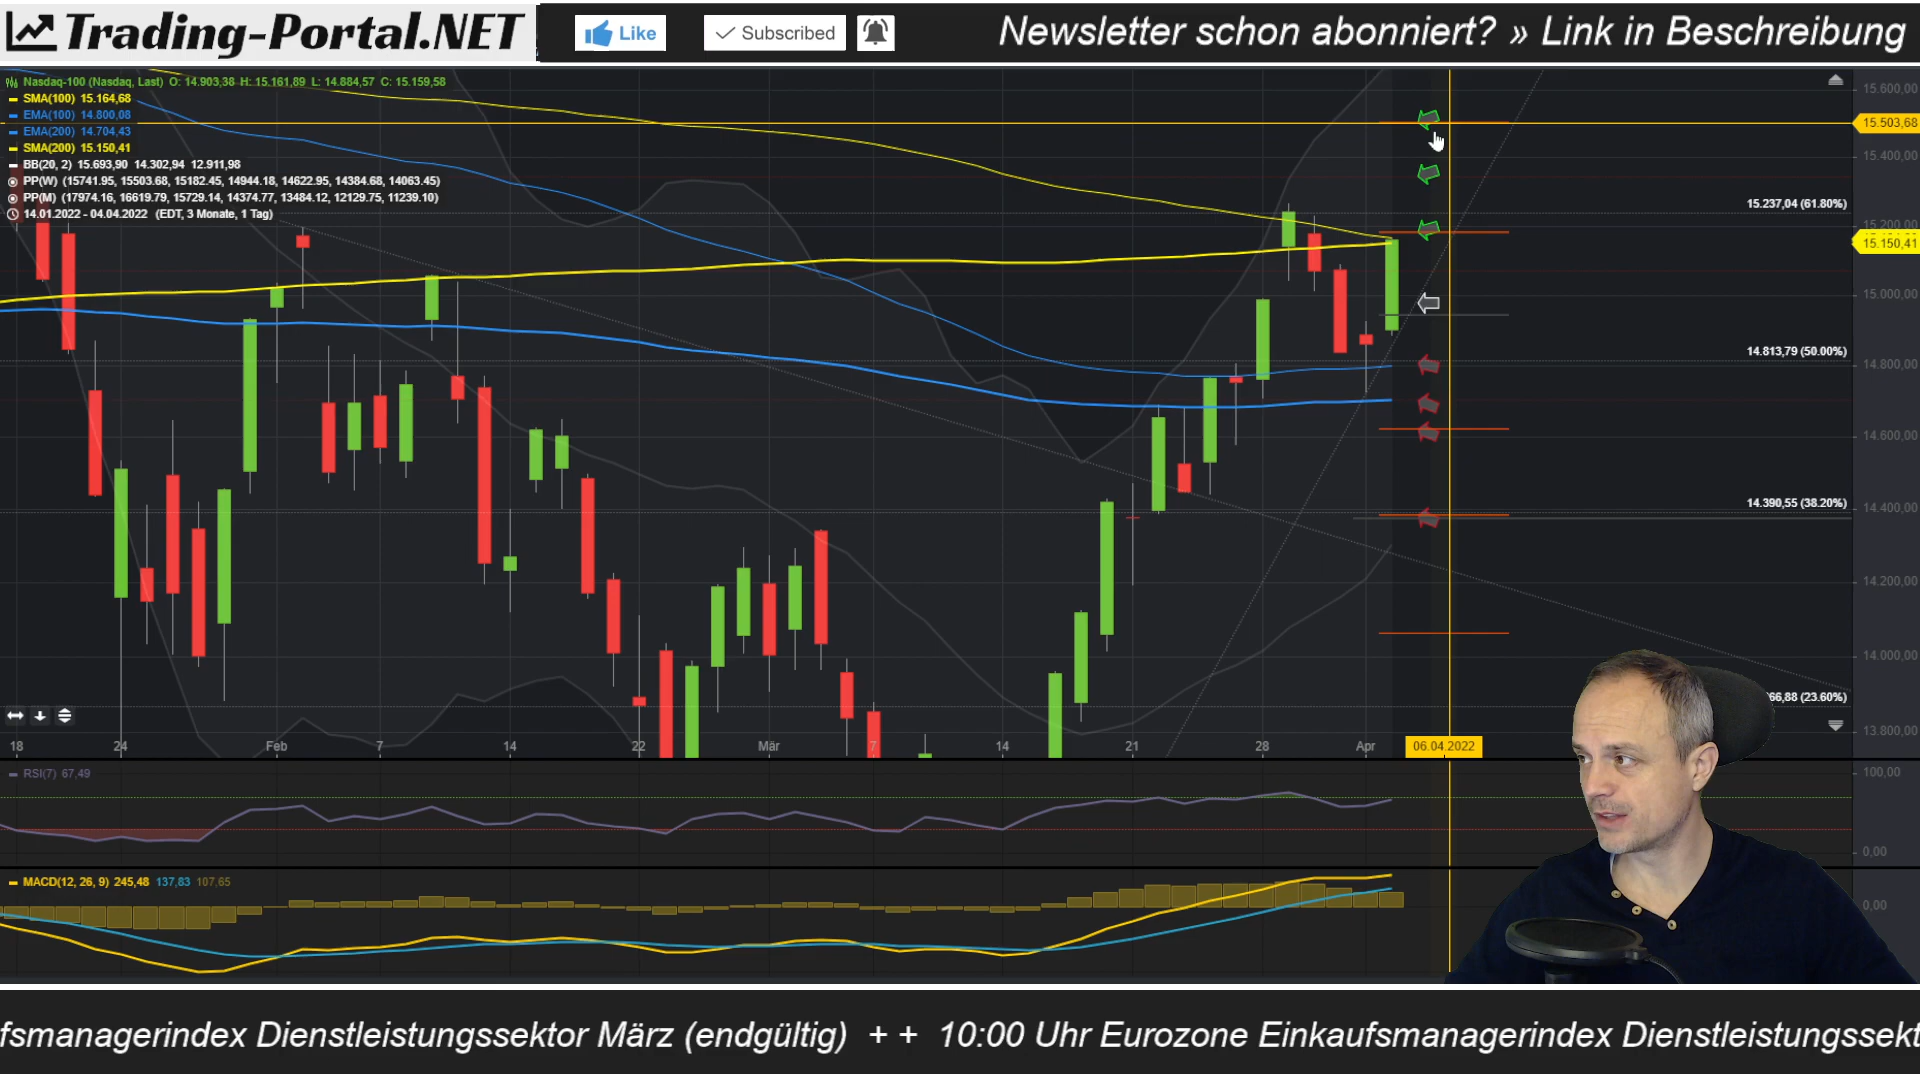 Trading-Portal.NET
Like
Subscribed
Newsletter schon abonniert? » Link in Beschreibung
Nasdaq-100 (Nasdaq, Last) O: 14.903,38 H: 15.161,89 L: 14.884,57 C: 15.159,58
SMA(100) 15.164,68
EMA(100) 14.800,08
EMA(200) 14.704,43
SMA(200) 15.150,41
BB(20, 2) 15.693,90 14.302,94 12.911,98
PP(W) (15741.95, 15503.68, 15182.45, 14944.18, 14622.95, 14384.68, 14063.45)
PP(M) (17974.16, 16619.79, 15729.14, 14374.77, 13484.12, 12129.75, 11239.10)
14.01.2022 - 04.04.2022 (EDT, 3 Monate, 1 Tag)
15.600,00
15.503,68
15.400,00
15.237,04 (61.80%)
15.200,00
15.150,41
15.000,00
14.813,79 (50.00%)
14.800,00
14.600,00
14.390,55 (38.20%)
14.400,00
14.200,00
14.000,00
66,88 (23.60%)
13.800,00
18 24 Feb 7 14 22 Mär 7 14 21 28 Apr 06.04.2022
RSI(7) 67,49
100,00
0,00
MACD(12, 26, 9) 245,48 137,83 107,65
0,00
fsmanagerindex Dienstleistungssektor März (endgültig) + + 10:00 Uhr Eurozone Einkaufsmanagerindex Dienstleistungssekt